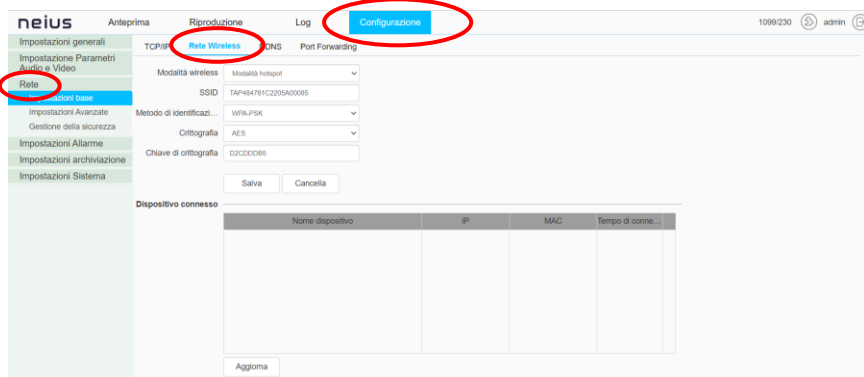 neius Anteprima Riproduzione Log Configurazione 1099/230 admin
Impostazioni generali
Impostazione Parametri
Audio e Video
Rete
Impostazioni base
Impostazioni Avanzate
Gestione della sicurezza
Impostazioni Allarme
Impostazioni archiviazione
Impostazioni Sistema
TCP/IP Rete Wireless DDNS Port Forwarding
Modalità wireless Modalità hotspot
SSID TAP484761C2205A00085
Metodo di identificazi... WPA-PSK
Crittografia AES
Chiave di crittografia D2CDDDB5
Salva Cancella
Dispositivo connesso
Nome dispositivo IP MAC Tempo di conne...
Aggiorna